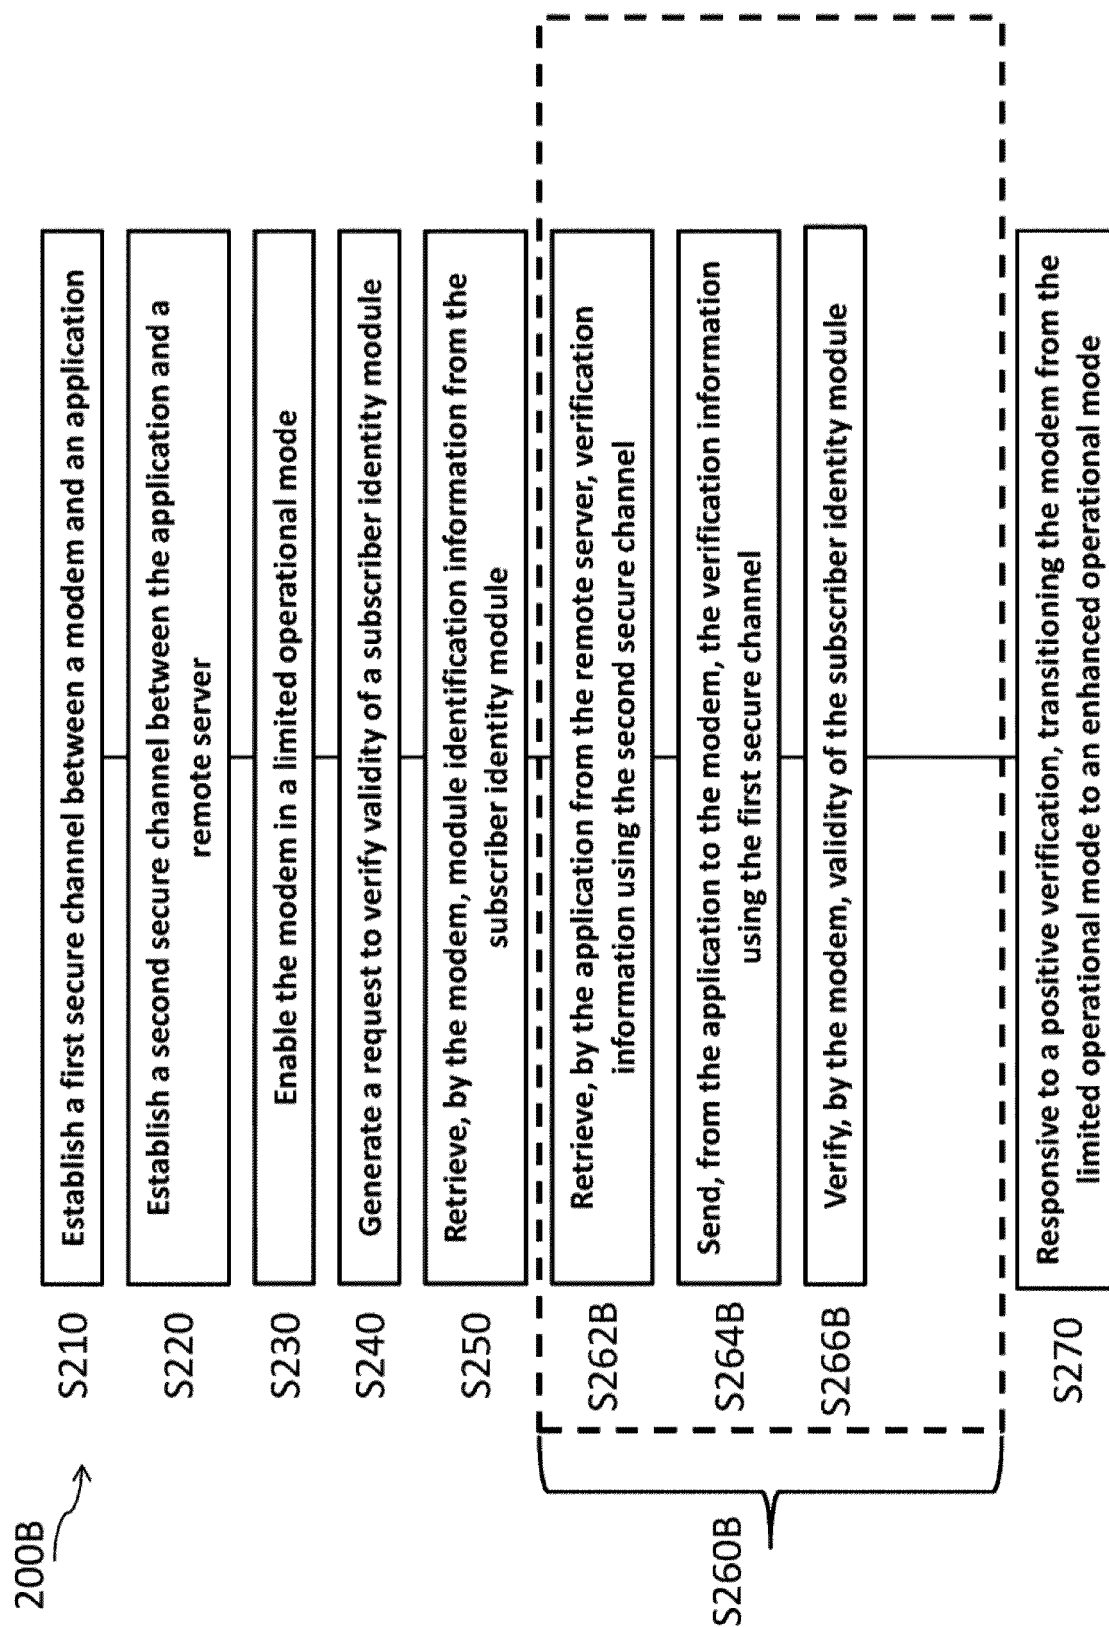 200B
S210
Establish a first secure channel between a modem and an application
S220
Establish a second secure channel between the application and a
remote server
S230
Enable the modem in a limited operational mode
S240
Generate a request to verify validity of a subscriber identity module
S250
Retrieve, by the modem, module identification information from the
subscriber identity module
S260B
S262B
Retrieve, by the application from the remote server, verification
information using the second secure channel
S264B
Send, from the application to the modem, the verification information
using the first secure channel
S266B
Verify, by the modem, validity of the subscriber identity module
S270
Responsive to a positive verification, transitioning the modem from the
limited operational mode to an enhanced operational mode